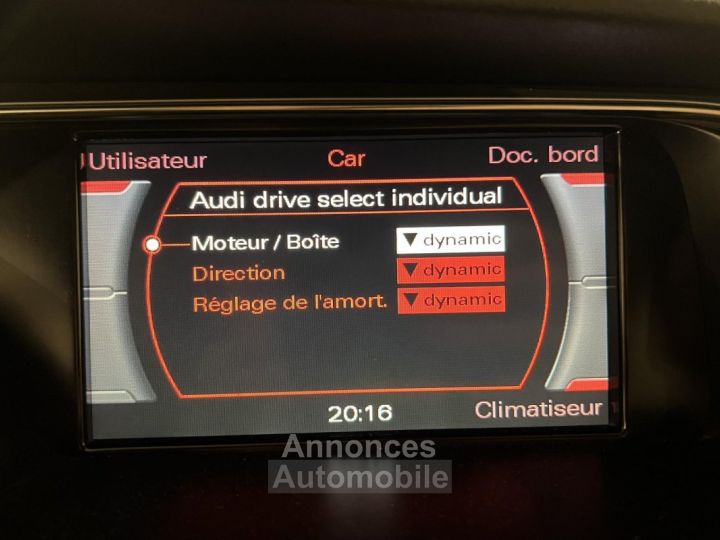 Utilisateur Car Doc. bord
Audi drive select individual
Moteur / Boîte ▼ dynamic
Direction ▼ dynamic
Réglage de l'amort. ▼ dynamic
20:16 Climatiseur
Annonces
Automobile